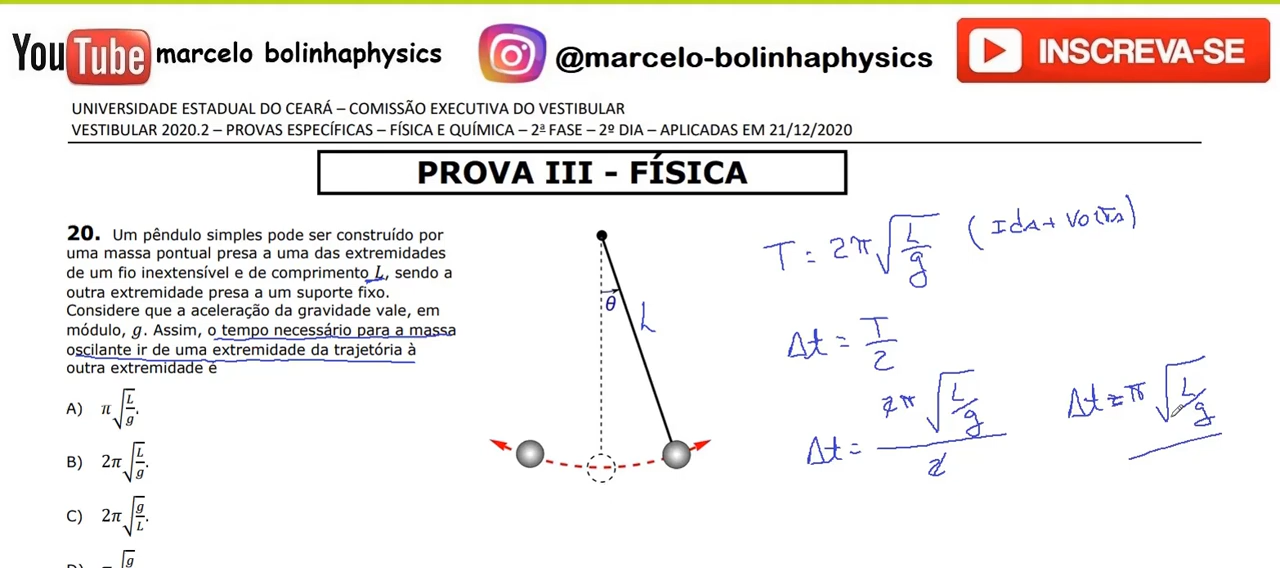 YouTube marcelo bolinhaphysics @marcelo-bolinhaphysics INSCREVA-SE
UNIVERSIDADE ESTADUAL DO CEARÁ – COMISSÃO EXECUTIVA DO VESTIBULAR
VESTIBULAR 2020.2 – PROVAS ESPECÍFICAS – FÍSICA E QUÍMICA – 2ª FASE – 2º DIA – APLICADAS EM 21/12/2020
PROVA III - FÍSICA
20. Um pêndulo simples pode ser construído por
uma massa pontual presa a uma das extremidades
de um fio inextensível e de comprimento L, sendo a
outra extremidade presa a um suporte fixo.
Considere que a aceleração da gravidade vale, em
módulo, g. Assim, o tempo necessário para a massa
oscilante ir de uma extremidade da trajetória à
outra extremidade é
A) π√(L/g).
B) 2π√(L/g).
C) 2π√(g/L).
θ
L
T = 2π√(L/g) (Ida + Volta)
Δt = T/2
Δt = 2π√(L/g)/2
Δt = π√(L/g)